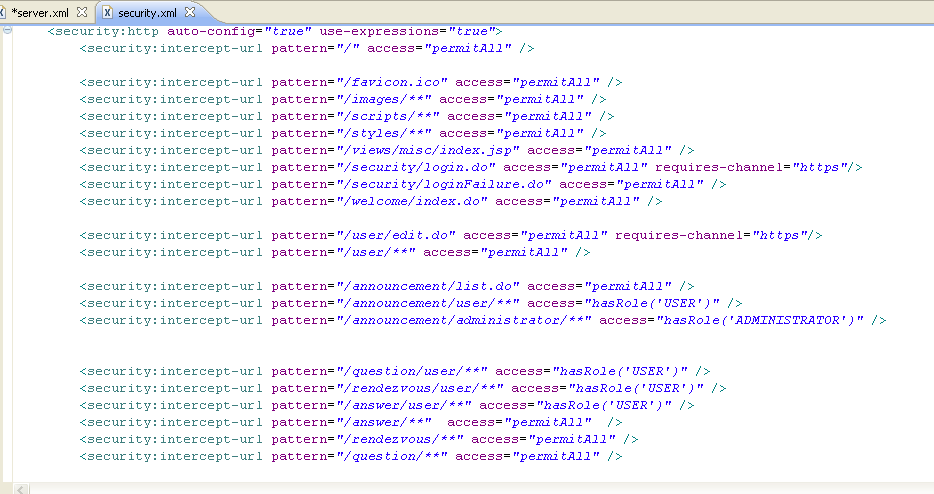 *server.xml security.xml
<security:http auto-config="true" use-expressions="true">
<security:intercept-url pattern="/" access="permitAll" />
<security:intercept-url pattern="/favicon.ico" access="permitAll" />
<security:intercept-url pattern="/images/**" access="permitAll" />
<security:intercept-url pattern="/scripts/**" access="permitAll" />
<security:intercept-url pattern="/styles/**" access="permitAll" />
<security:intercept-url pattern="/views/misc/index.jsp" access="permitAll" />
<security:intercept-url pattern="/security/login.do" access="permitAll" requires-channel="https"/>
<security:intercept-url pattern="/security/loginFailure.do" access="permitAll" />
<security:intercept-url pattern="/welcome/index.do" access="permitAll" />
<security:intercept-url pattern="/user/edit.do" access="permitAll" requires-channel="https"/>
<security:intercept-url pattern="/user/**" access="permitAll" />
<security:intercept-url pattern="/announcement/list.do" access="permitAll" />
<security:intercept-url pattern="/announcement/user/**" access="hasRole('USER')" />
<security:intercept-url pattern="/announcement/administrator/**" access="hasRole('ADMINISTRATOR')" />
<security:intercept-url pattern="/question/user/**" access="hasRole('USER')" />
<security:intercept-url pattern="/rendezvous/user/**" access="hasRole('USER')" />
<security:intercept-url pattern="/answer/user/**" access="hasRole('USER')" />
<security:intercept-url pattern="/answer/**"  access="permitAll"  />
<security:intercept-url pattern="/rendezvous/**" access="permitAll" />
<security:intercept-url pattern="/question/**" access="permitAll" />